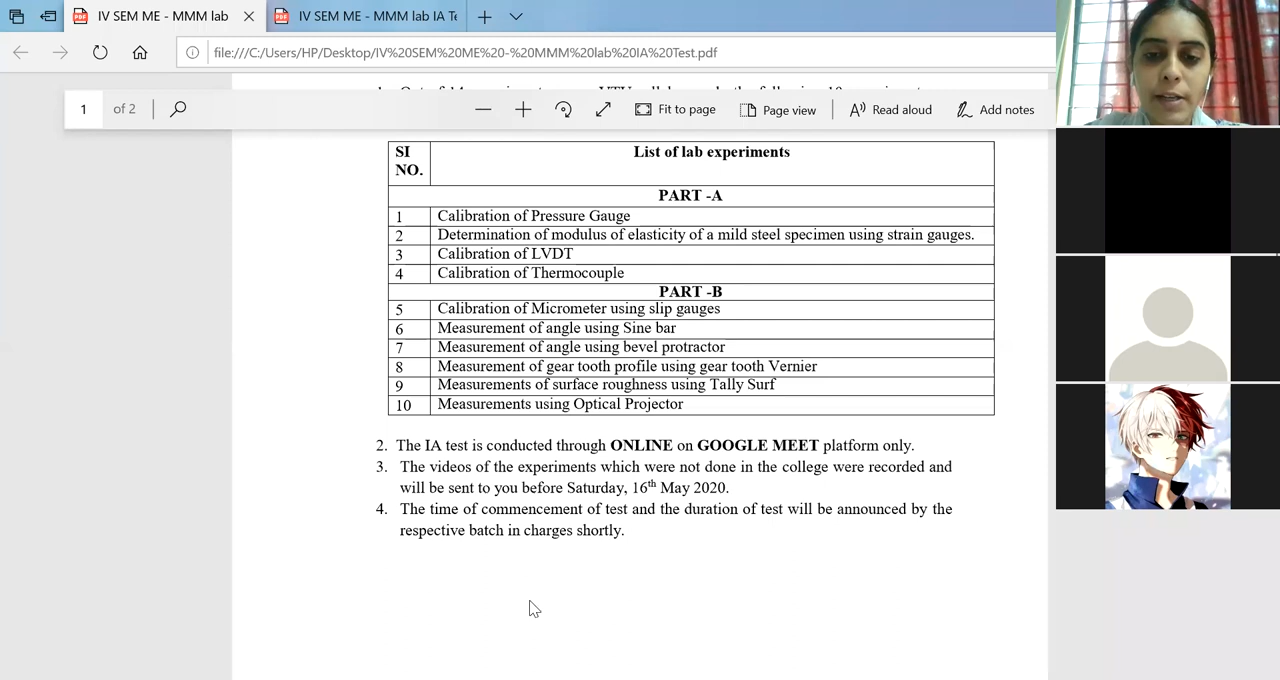 IV SEM ME - MMM lab
IV SEM ME - MMM lab IA Te
file:///C:/Users/HP/Desktop/IV%20SEM%20ME%20-%20MMM%20lab%20IA%20Test.pdf
1 of 2
Fit to page
Page view
Read aloud
Add notes
SI NO.
List of lab experiments
PART -A
1 Calibration of Pressure Gauge
2 Determination of modulus of elasticity of a mild steel specimen using strain gauges.
3 Calibration of LVDT
4 Calibration of Thermocouple
PART -B
5 Calibration of Micrometer using slip gauges
6 Measurement of angle using Sine bar
7 Measurement of angle using bevel protractor
8 Measurement of gear tooth profile using gear tooth Vernier
9 Measurements of surface roughness using Tally Surf
10 Measurements using Optical Projector
2. The IA test is conducted through ONLINE on GOOGLE MEET platform only.
3. The videos of the experiments which were not done in the college were recorded and
will be sent to you before Saturday, 16th May 2020.
4. The time of commencement of test and the duration of test will be announced by the
respective batch in charges shortly.